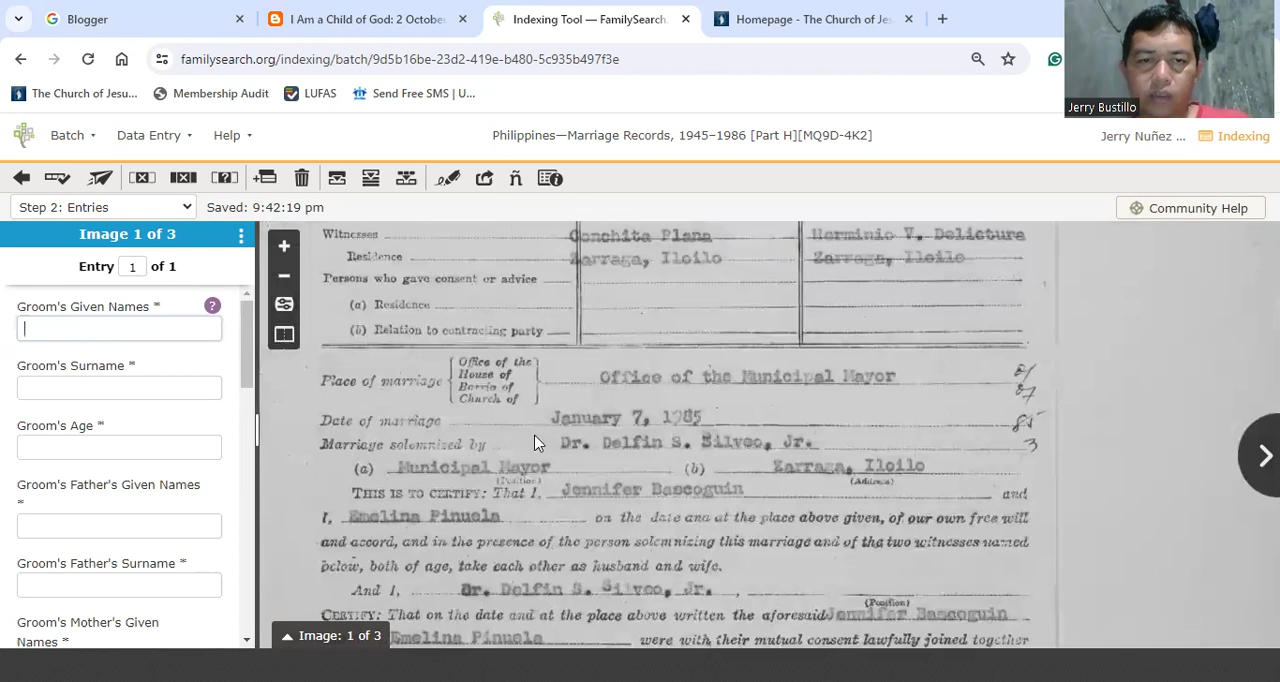 Blogger
I Am a Child of God: 2 Octobe
Indexing Tool — FamilySearch
Homepage - The Church of Jes
familysearch.org/indexing/batch/9d5b16be-23d2-419e-b480-5c935b497f3e
The Church of Jesu...
Membership Audit
LUFAS
Send Free SMS | U...
Jerry Bustillo
Batch
Data Entry
Help
Philippines—Marriage Records, 1945–1986 [Part H][MQ9D-4K2]
Jerry Nuñez ...
Indexing
Step 2: Entries
Saved: 9:42:19 pm
Community Help
Image 1 of 3
Entry 1 of 1
Groom's Given Names *
Groom's Surname *
Groom's Age *
Groom's Father's Given Names
*
Groom's Father's Surname *
Groom's Mother's Given
Names *
Witnesses Conchita Plana Herminio V. Delicture
Residence Zarraga, Iloilo Zarraga, Iloilo
Persons who gave consent or advice
(a) Residence
(b) Relation to contracting party
Place of marriage Office of the House of Barrio of Church of Office of the Municipal Mayor
Date of marriage January 7, 1985 85
Marriage solemnized by Dr. Delfin S. Silveo, Jr. 3
(a) Municipal Mayor (b) Zarraga, Iloilo
(Position) (Address)
THIS IS TO CERTIFY: That I, Jennifer Bascoguin and
I, Emelina Pinuela on the date and at the place above given, of our own free will
and accord, and in the presence of the person solemnizing this marriage and of the two witnesses named
below, both of age, take each other as husband and wife.
And I, Dr. Delfin S. Silveo, Jr.,
(Position)
CERTIFY: That on the date and at the place above written the aforesaid Jennifer Bascoguin
Emelina Pinuela were with their mutual consent lawfully joined together
Image: 1 of 3